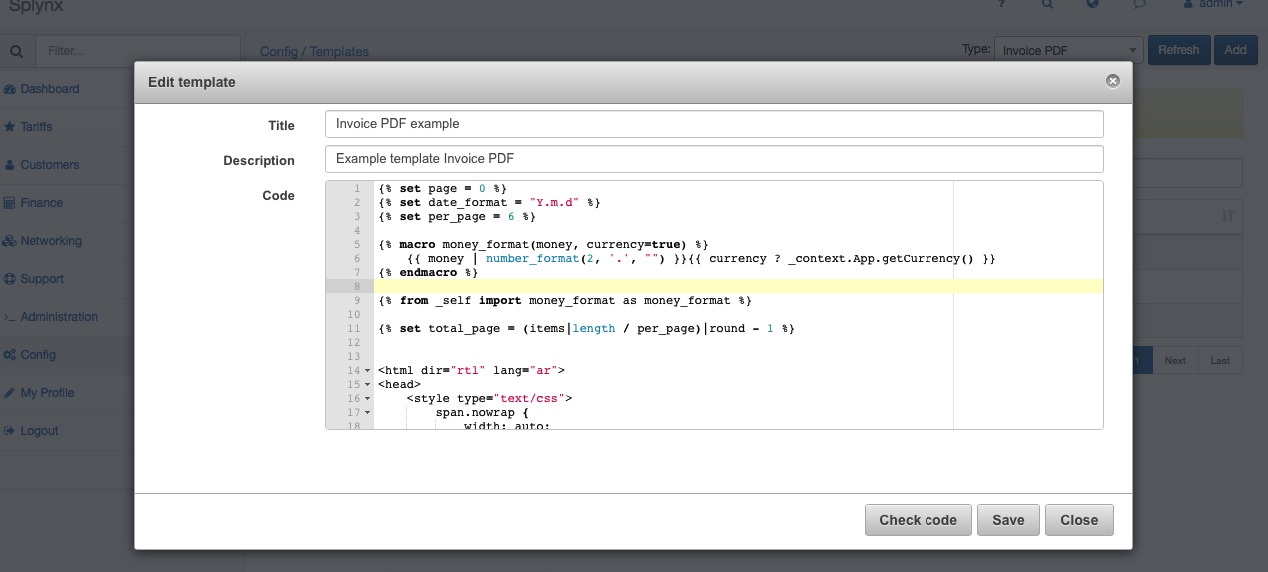 Splynx
? admin
Filter...
Config / Templates
Type: Invoice PDF Refresh Add
Dashboard
Tariffs
Customers
Finance
Networking
Support
Administration
Config
My Profile
Logout
Edit template
Title Invoice PDF example
Description Example template Invoice PDF
Code
1 {% set page = 0 %}
2 {% set date_format = "Y.m.d" %}
3 {% set per_page = 6 %}
4
5 {% macro money_format(money, currency=true) %}
6 {{ money | number_format(2, '.', "") }}{{ currency ? _context.App.getCurrency() }}
7 {% endmacro %}
8
9 {% from _self import money_format as money_format %}
10
11 {% set total_page = (items|length / per_page)|round - 1 %}
12
13
14 <html dir="rtl" lang="ar">
15 <head>
16 <style type="text/css">
17 span.nowrap {
18 width: auto;
1 Next Last
Check code Save Close